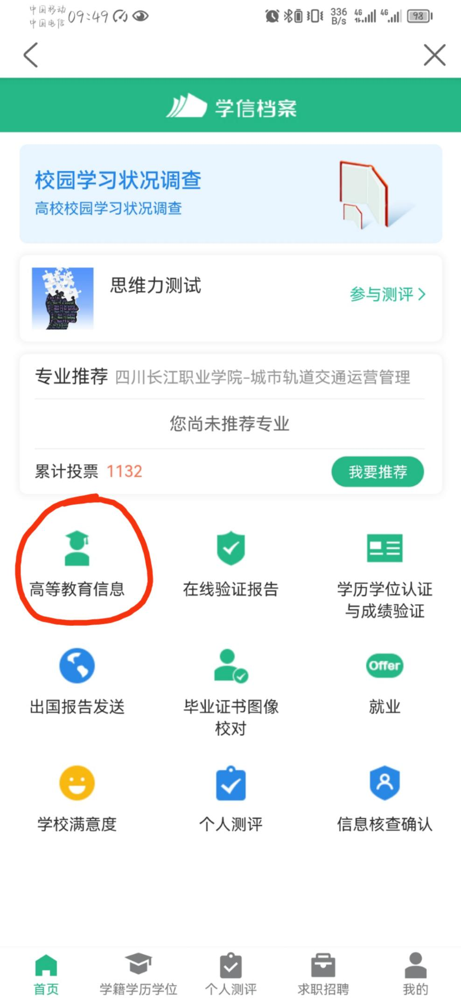 中国移动
中国电信
09:49
336
B/s
4G
4G
98
学信档案
校园学习状况调查
高校校园学习状况调查
思维力测试
参与测评
专业推荐 四川长江职业学院-城市轨道交通运营管理
您尚未推荐专业
累计投票 1132
我要推荐
高等教育信息
在线验证报告
学历学位认证
与成绩验证
出国报告发送
毕业证书图像
校对
Offer
就业
学校满意度
个人测评
信息核查确认
首页
学籍学历学位
个人测评
求职招聘
我的